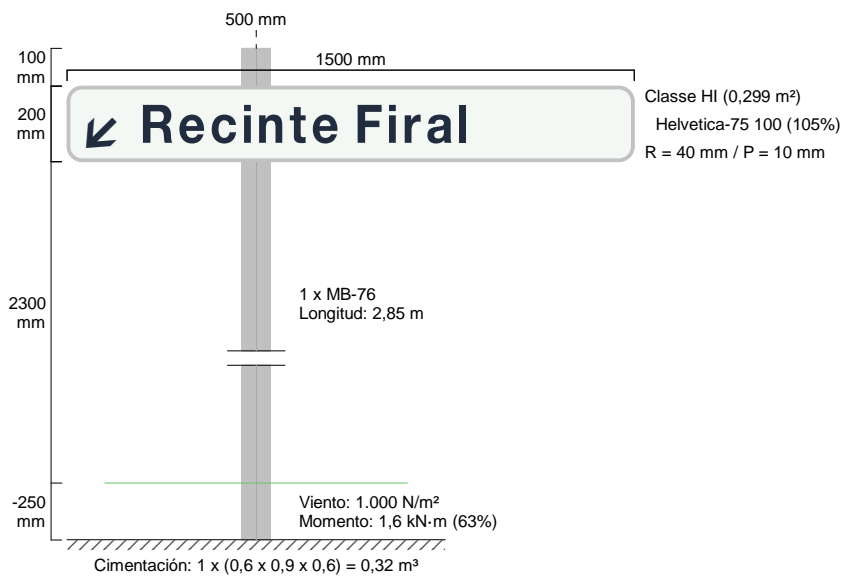 500 mm
100
mm
1500 mm
200
mm
Recinte Firal
Classe HI (0,299 m²)
Helvetica-75 100 (105%)
R = 40 mm / P = 10 mm
2300
mm
1 x MB-76
Longitud: 2,85 m
-250
mm
Viento: 1.000 N/m²
Momento: 1,6 kN·m (63%)
Cimentación: 1 x (0,6 x 0,9 x 0,6) = 0,32 m³